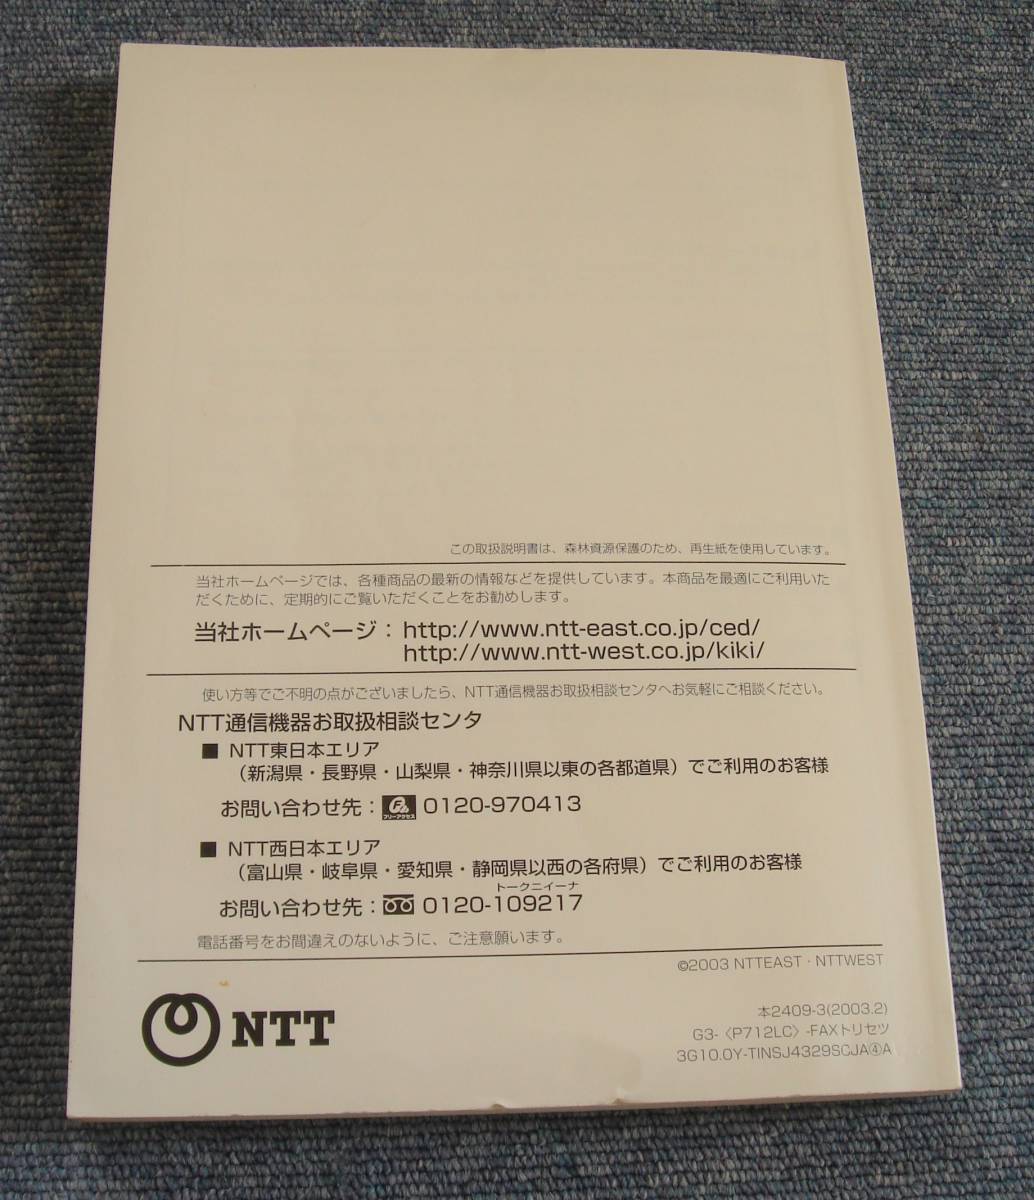 この取扱説明書は、森林資源保護のため、再生紙を使用しています。
当社ホームページでは、各種商品の最新の情報などを提供しています。本商品を最適にご利用いた
だくために、定期的にご覧いただくことをお勧めします。
当社ホームページ：http://www.ntt-east.co.jp/ced/
http://www.ntt-west.co.jp/kiki/
使い方等でご不明の点がございましたら、NTT通信機器お取扱相談センタへお気軽にご相談ください。
NTT通信機器お取扱相談センタ
■ NTT東日本エリア
（新潟県・長野県・山梨県・神奈川県以東の各都道県）でご利用のお客様
お問い合わせ先：フリーアクセス 0120-970413
■ NTT西日本エリア
（富山県・岐阜県・愛知県・静岡県以西の各府県）でご利用のお客様
トークニイーナ
お問い合わせ先：0120-109217
電話番号をお間違えのないように、ご注意願います。
©2003 NTTEAST・NTTWEST
本2409-3(2003.2)
G3-〈P712LC〉-FAXトリセツ
3G10.0Y-TINSJ4329SCJA④A
NTT